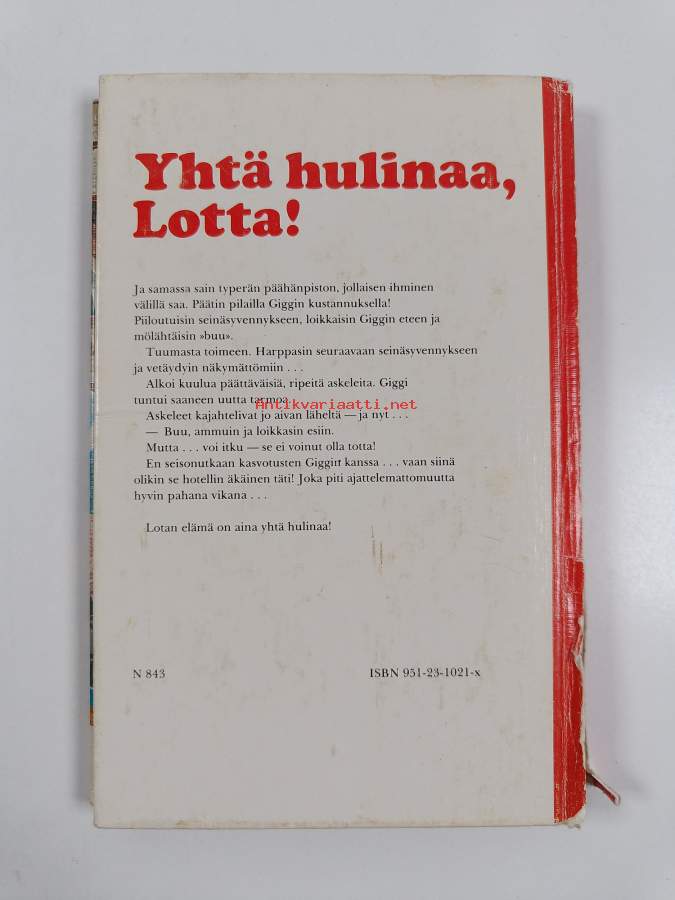 Yhtä hulinaa,
Lotta!
Ja samassa sain typerän päähänpiston, jollaisen ihminen
välillä saa. Päätin pilailla Giggin kustannuksella!
Piiloutuisin seinäsyvennykseen, loikkaisin Giggin eteen ja
mölähtäisin »buu».
Tuumasta toimeen. Harppasin seuraavaan seinäsyvennykseen
ja vetäydyin näkymättömiin . . .
Alkoi kuulua päättäväisiä, ripeitä askeleita. Giggi
tuntui saaneen uutta tarmoa.
Antikvariaatti.net
Askeleet kajahtelivat jo aivan läheltä — ja nyt . . .
— Buu, ammuin ja loikkasin esiin.
Mutta . . . voi itku — se ei voinut olla totta!
En seisonutkaan kasvotusten Giggin kanssa . . . vaan siinä
olikin se hotellin äkäinen täti! Joka piti ajattelemattomuutta
hyvin pahana vikana . . .
Lotan elämä on aina yhtä hulinaa!
N 843
ISBN 951-23-1021-x